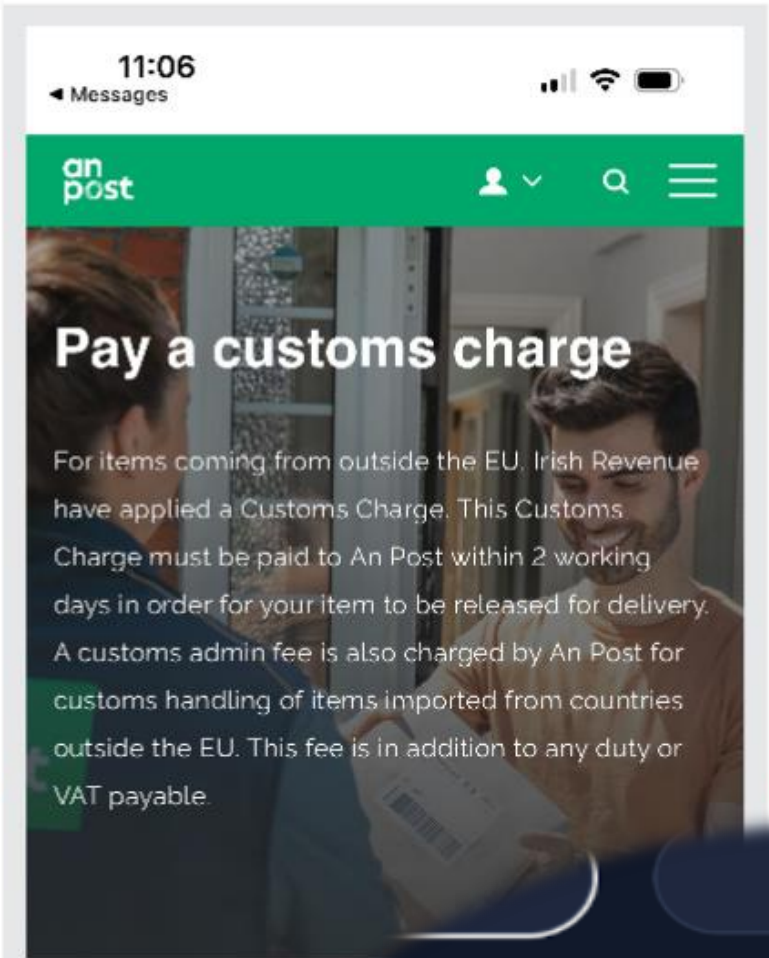 11:06
◀ Messages
an
post
Pay a customs charge
For items coming from outside the EU, Irish Revenue
have applied a Customs Charge. This Customs
Charge must be paid to An Post within 2 working
days in order for your item to be released for delivery.
A customs admin fee is also charged by An Post for
customs handling of items imported from countries
outside the EU. This fee is in addition to any duty or
VAT payable.